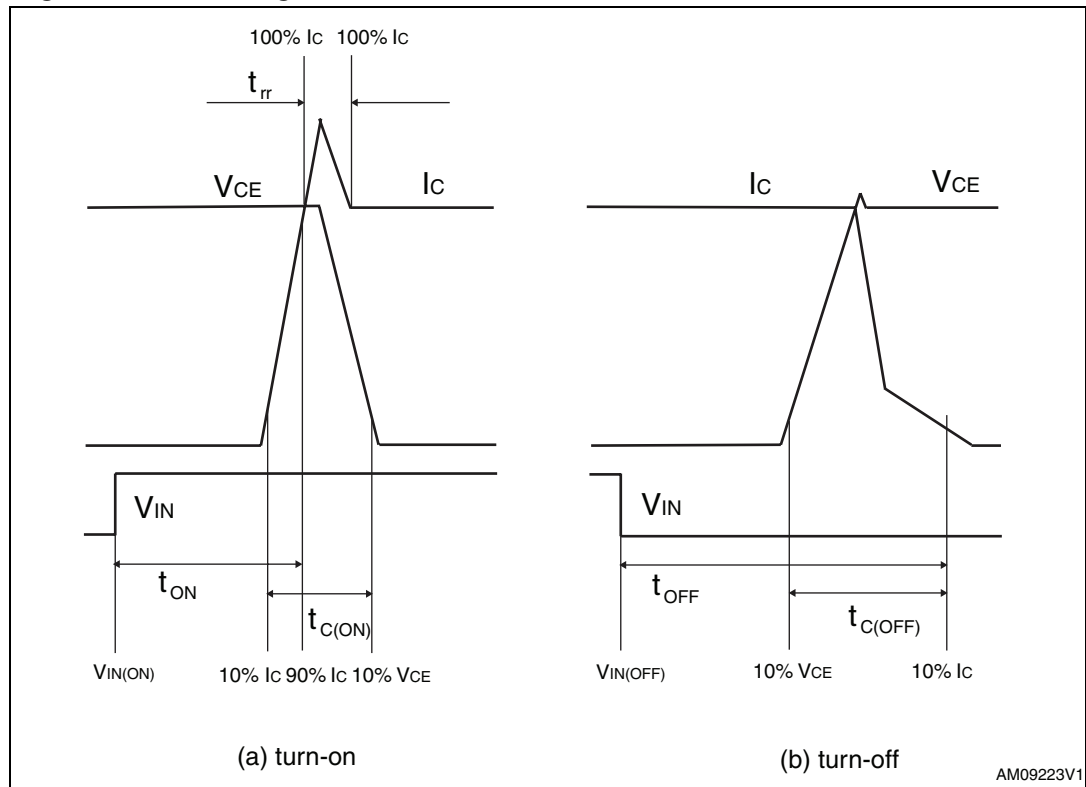 100% IC 100% IC
trr
VCE IC
VIN
tON
tC(ON)
VIN(ON) 10% IC 90% IC 10% VCE
(a) turn-on
IC VCE
VIN
tOFF
tC(OFF)
VIN(OFF) 10% VCE 10% IC
(b) turn-off
AM09223V1